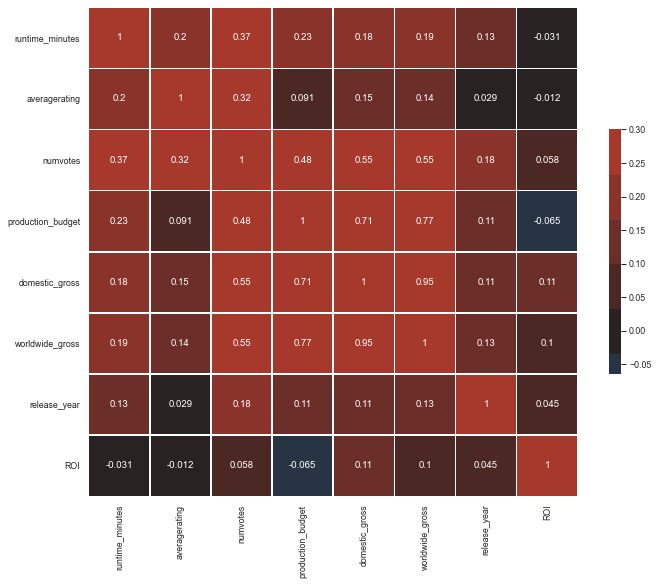 runtime_minutes 1 0.2 0.37 0.23 0.18 0.19 0.13 -0.031
averagerating 0.2 1 0.32 0.091 0.15 0.14 0.029 -0.012
numvotes 0.37 0.32 1 0.48 0.55 0.55 0.18 0.058
production_budget 0.23 0.091 0.48 1 0.71 0.77 0.11 -0.065
domestic_gross 0.18 0.15 0.55 0.71 1 0.95 0.11 0.11
worldwide_gross 0.19 0.14 0.55 0.77 0.95 1 0.13 0.1
release_year 0.13 0.029 0.18 0.11 0.11 0.13 1 0.045
ROI -0.031 -0.012 0.058 -0.065 0.11 0.1 0.045 1
runtime_minutes
averagerating
numvotes
production_budget
domestic_gross
worldwide_gross
release_year
ROI
0.30
0.25
0.20
0.15
0.10
0.05
0.00
−0.05